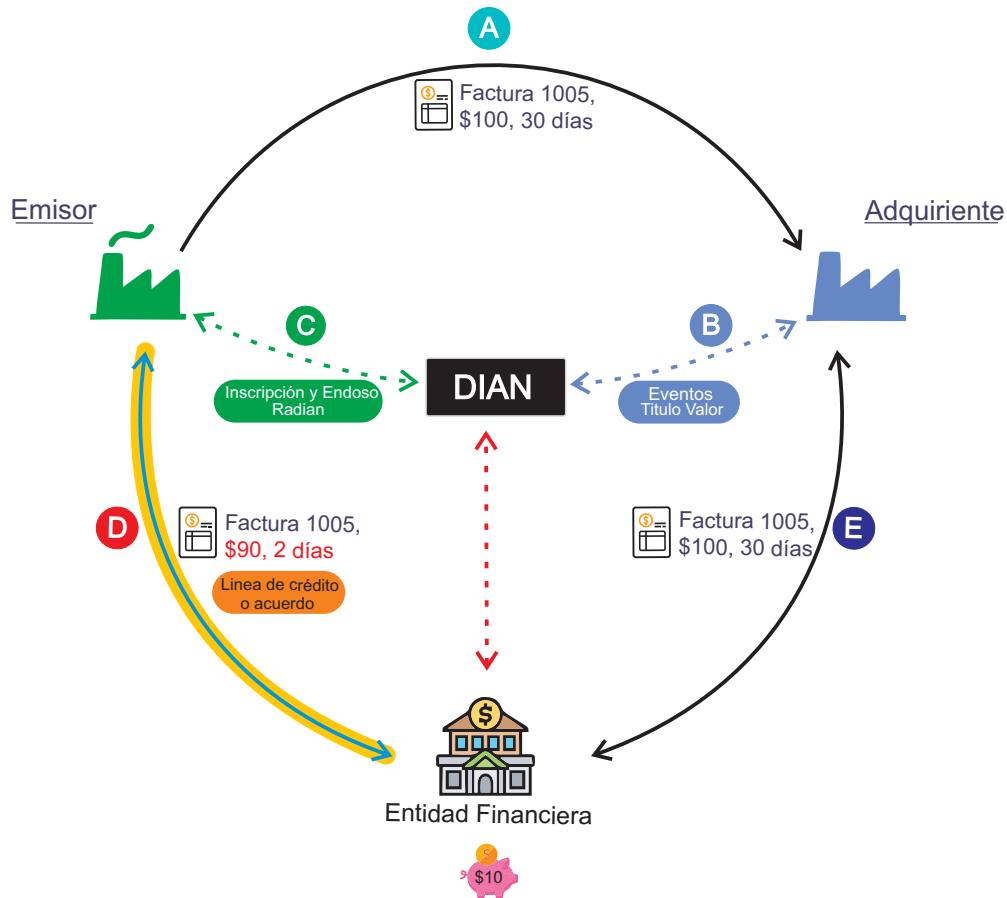 A
Factura 1005,
$100, 30 días
Emisor
Adquiriente
C
B
DIAN
Inscripción y Endoso
Radian
Eventos
Titulo Valor
D
Factura 1005,
$90, 2 días
Linea de crédito
o acuerdo
Factura 1005,
$100, 30 días
E
$
Entidad Financiera
$
$10